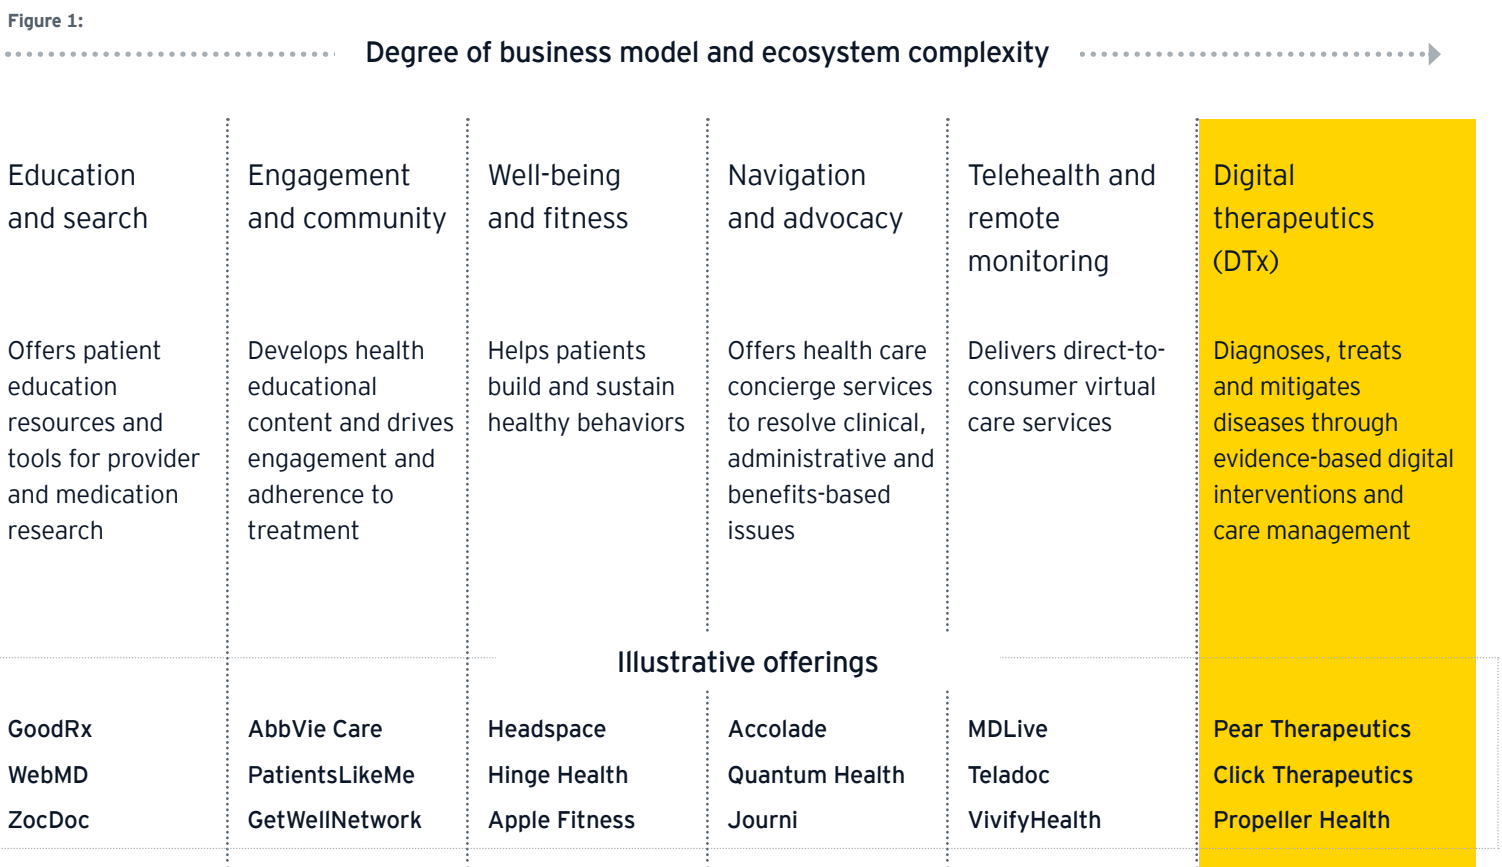 Figure 1:
Degree of business model and ecosystem complexity
Education
and search
Offers patient
education
resources and
tools for provider
and medication
research
Engagement
and community
Develops health
educational
content and drives
engagement and
adherence to
treatment
Well-being
and fitness
Helps patients
build and sustain
healthy behaviors
Navigation
and advocacy
Offers health care
concierge services
to resolve clinical,
administrative and
benefits-based
issues
Telehealth and
remote
monitoring
Delivers direct-to-
consumer virtual
care services
Digital
therapeutics
(DTx)
Diagnoses, treats
and mitigates
diseases through
evidence-based digital
interventions and
care management
Illustrative offerings
GoodRx
WebMD
ZocDoc
AbbVie Care
PatientsLikeMe
GetWellNetwork
Headspace
Hinge Health
Apple Fitness
Accolade
Quantum Health
Journi
MDLive
Teladoc
VivifyHealth
Pear Therapeutics
Click Therapeutics
Propeller Health